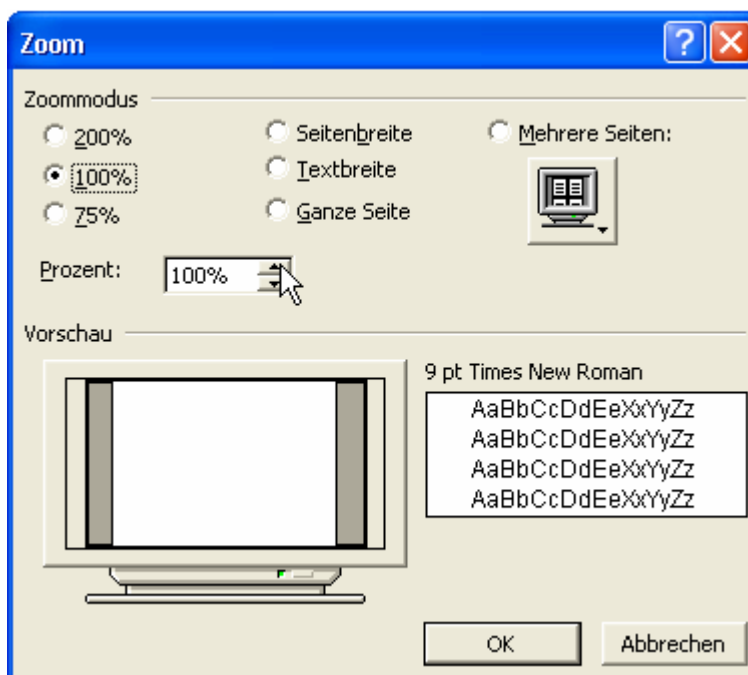 Zoom
Zoommodus
200% Seitenbreite Mehrere Seiten:
100% Textbreite
75% Ganze Seite
Prozent: 100%
Vorschau
9 pt Times New Roman
AaBbCcDdEeXxYyZz
AaBbCcDdEeXxYyZz
AaBbCcDdEeXxYyZz
AaBbCcDdEeXxYyZz
OK Abbrechen